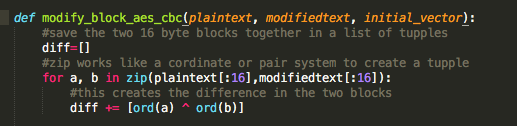 def modify_block_aes_cbc(plaintext, modifiedtext, initial_vector):
#save the two 16 byte blocks together in a list of tupples
diff=[]
#zip works like a cordinate or pair system to create a tupple
for a, b in zip(plaintext[:16],modifiedtext[:16]):
#this creates the difference in the two blocks
diff += [ord(a) ^ ord(b)]